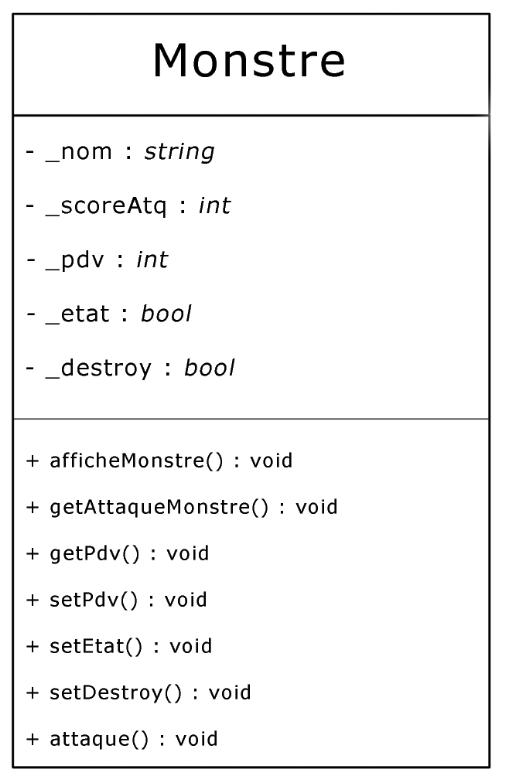 Monstre
- _nom : string
- _scoreAtq : int
- _pdv : int
- _etat : bool
- _destroy : bool
+ afficheMonstre() : void
+ getAttaqueMonstre() : void
+ getPdv() : void
+ setPdv() : void
+ setEtat() : void
+ setDestroy() : void
+ attaque() : void